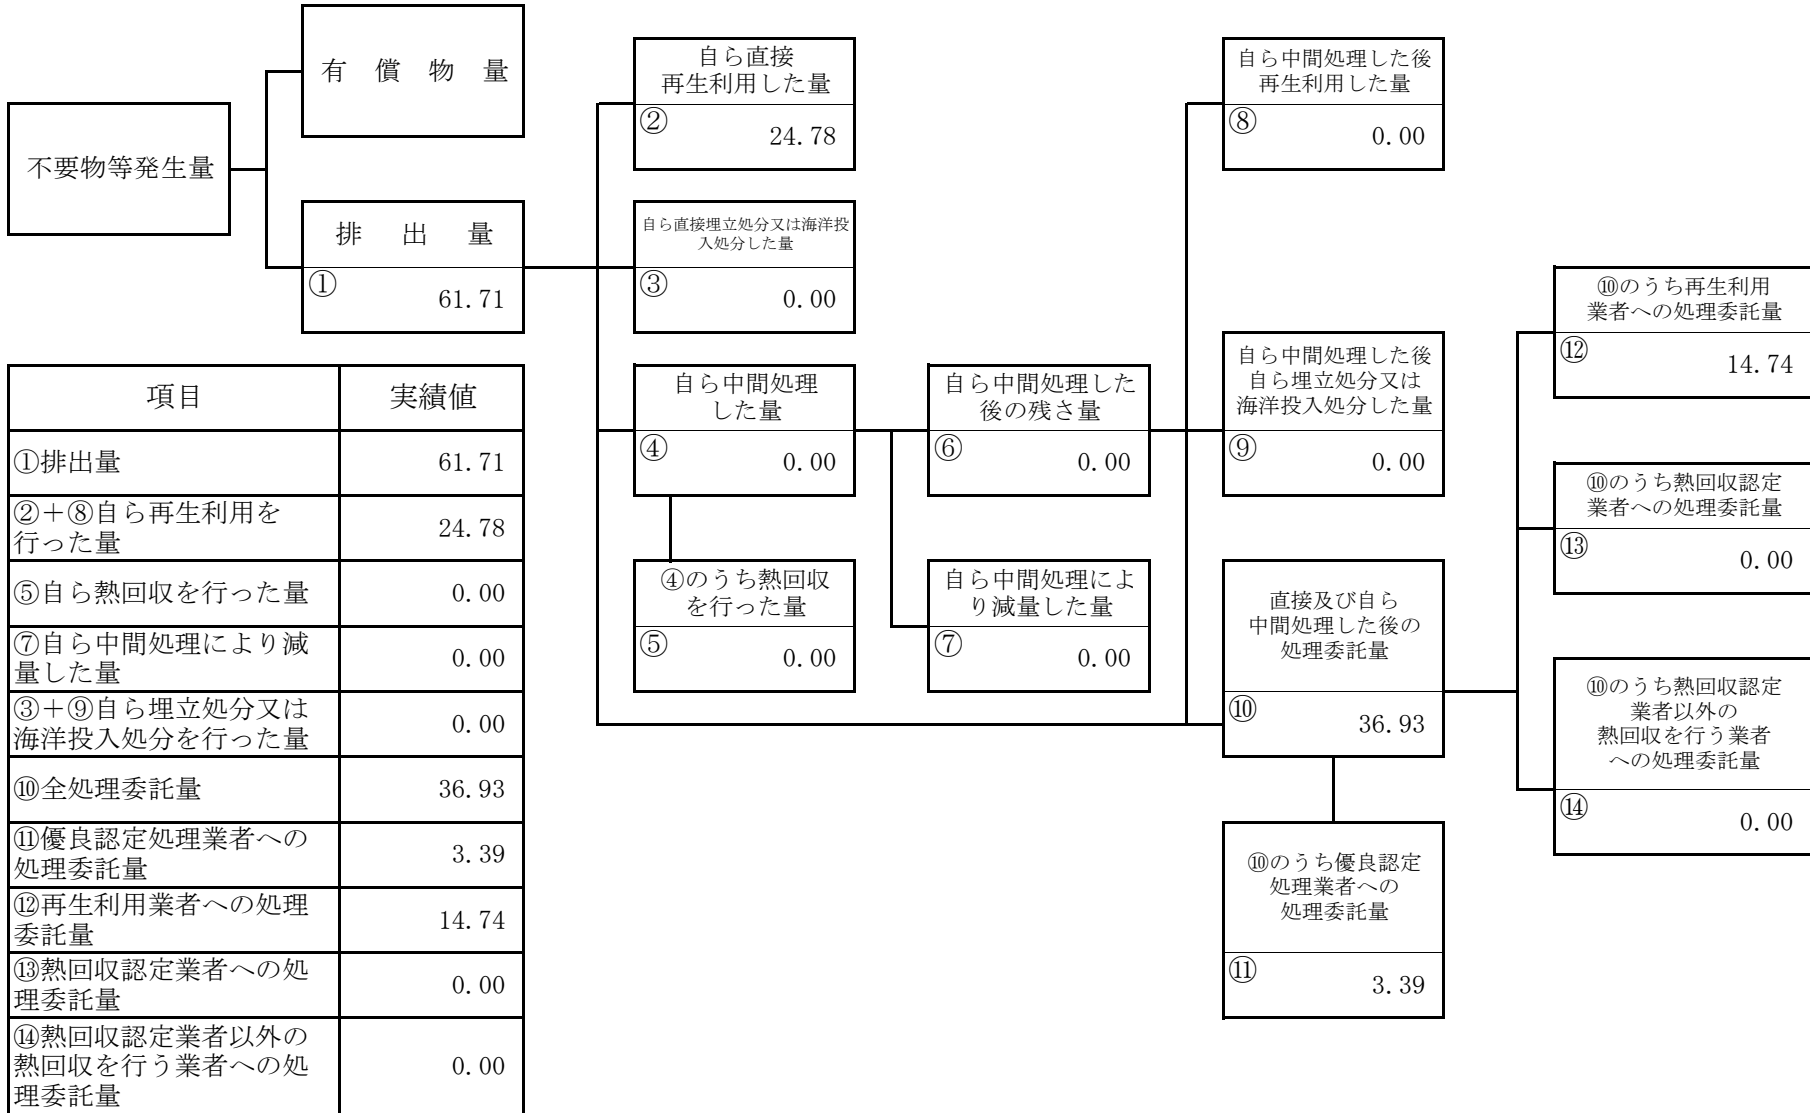 不要物等発生量
有 償 物 量
排 出 量
①
61.71
自ら直接
再生利用した量
②
24.78
自ら直接埋立処分又は海洋投
入処分した量
③
0.00
自ら中間処理
した量
④
0.00
④のうち熱回収
を行った量
⑤
0.00
自ら中間処理した
後の残さ量
⑥
0.00
自ら中間処理によ
り減量した量
⑦
0.00
自ら中間処理した後
再生利用した量
⑧
0.00
自ら中間処理した後
自ら埋立処分又は
海洋投入処分した量
⑨
0.00
直接及び自ら
中間処理した後の
処理委託量
⑩
36.93
⑩のうち優良認定
処理業者への
処理委託量
⑪
3.39
⑩のうち再生利用
業者への処理委託量
⑫
14.74
⑩のうち熱回収認定
業者への処理委託量
⑬
0.00
⑩のうち熱回収認定
業者以外の
熱回収を行う業者
への処理委託量
⑭
0.00
項目 実績値
①排出量 61.71
②+⑧自ら再生利用を
行った量
24.78
⑤自ら熱回収を行った量 0.00
⑦自ら中間処理により減
量した量
0.00
③+⑨自ら埋立処分又は
海洋投入処分を行った量
0.00
⑩全処理委託量 36.93
⑪優良認定処理業者への
処理委託量
3.39
⑫再生利用業者への処理
委託量
14.74
⑬熱回収認定業者への処
理委託量
0.00
⑭熱回収認定業者以外の
熱回収を行う業者への処
理委託量
0.00